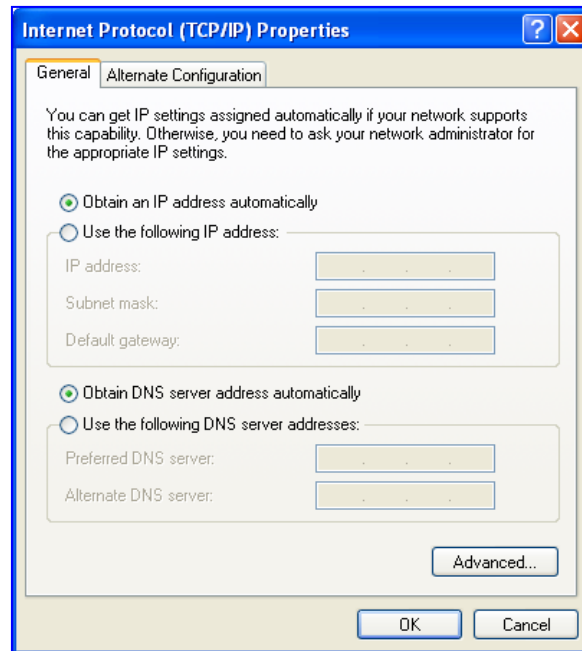 Internet Protocol (TCP/IP) Properties
General Alternate Configuration
You can get IP settings assigned automatically if your network supports
this capability. Otherwise, you need to ask your network administrator for
the appropriate IP settings.
Obtain an IP address automatically
Use the following IP address:
IP address:
Subnet mask:
Default gateway:
Obtain DNS server address automatically
Use the following DNS server addresses:
Preferred DNS server:
Alternate DNS server:
Advanced...
OK Cancel